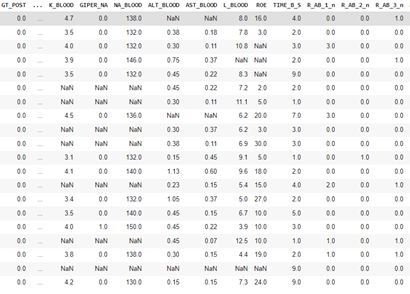 GT_POST ... K_BLOOD GIPER_NA NA_BLOOD ALT_BLOOD AST_BLOOD L_BLOOD ROE TIME_B_S R_AB_1_n R_AB_2_n R_AB_3_n
0.0 ... 4.7 0.0 138.0 NaN NaN 8.0 16.0 4.0 0.0 0.0 1.0
0.0 ... 3.5 0.0 132.0 0.38 0.18 7.8 3.0 2.0 0.0 0.0 0.0
0.0 ... 4.0 0.0 132.0 0.30 0.11 10.8 NaN 3.0 3.0 0.0 0.0
0.0 ... 3.9 0.0 146.0 0.75 0.37 NaN NaN 2.0 0.0 0.0 1.0
0.0 ... 3.5 0.0 132.0 0.45 0.22 8.3 NaN 9.0 0.0 0.0 0.0
0.0 ... NaN NaN NaN 0.45 0.22 7.2 2.0 2.0 0.0 0.0 0.0
0.0 ... NaN NaN NaN 0.30 0.11 11.1 5.0 1.0 0.0 0.0 0.0
0.0 ... 4.5 0.0 136.0 NaN NaN 6.2 20.0 7.0 3.0 0.0 0.0
0.0 ... NaN NaN NaN 0.30 0.37 6.2 3.0 3.0 0.0 0.0 0.0
0.0 ... NaN NaN NaN 0.38 0.11 6.9 30.0 3.0 0.0 0.0 0.0
0.0 ... 3.1 0.0 132.0 0.15 0.45 9.1 5.0 1.0 0.0 1.0 0.0
0.0 ... 4.1 0.0 140.0 1.13 0.60 9.6 18.0 2.0 0.0 0.0 0.0
0.0 ... NaN NaN NaN 0.23 0.15 5.4 15.0 4.0 2.0 0.0 1.0
0.0 ... 3.4 0.0 132.0 1.05 0.37 5.0 27.0 2.0 0.0 0.0 0.0
0.0 ... 3.5 0.0 140.0 0.45 0.15 6.7 10.0 5.0 0.0 0.0 0.0
0.0 ... 4.0 1.0 150.0 0.45 0.22 3.9 10.0 3.0 0.0 0.0 0.0
0.0 ... NaN NaN NaN 0.45 0.07 12.5 10.0 1.0 1.0 0.0 1.0
0.0 ... 3.8 0.0 138.0 0.30 0.15 4.4 19.0 2.0 1.0 0.0 1.0
0.0 ... NaN NaN NaN NaN NaN NaN NaN 9.0 0.0 0.0 0.0
0.0 ... 4.2 0.0 130.0 0.15 0.15 7.3 24.0 9.0 0.0 0.0 0.0